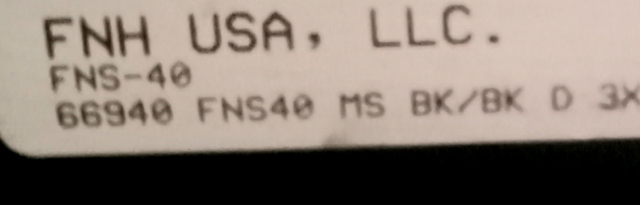 FNH USA, LLC.
FNS-40
66940 FNS40 MS BK/BK D 3X